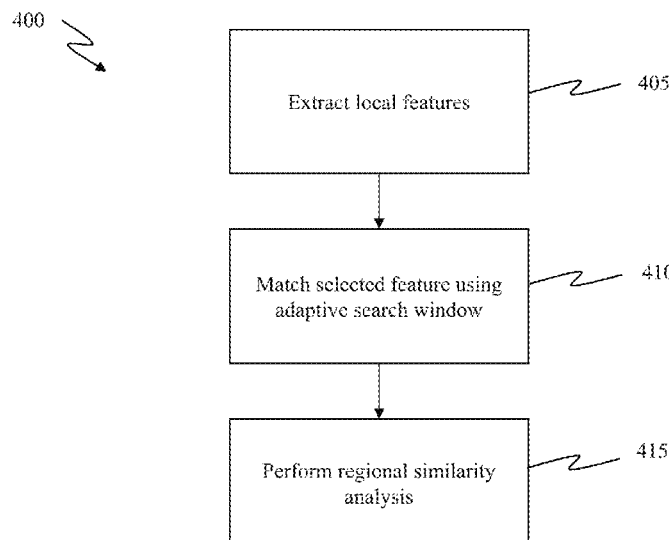 400
Extract local features
405
Match selected feature using
adaptive search window
410
Perform regional similarity
analysis
415